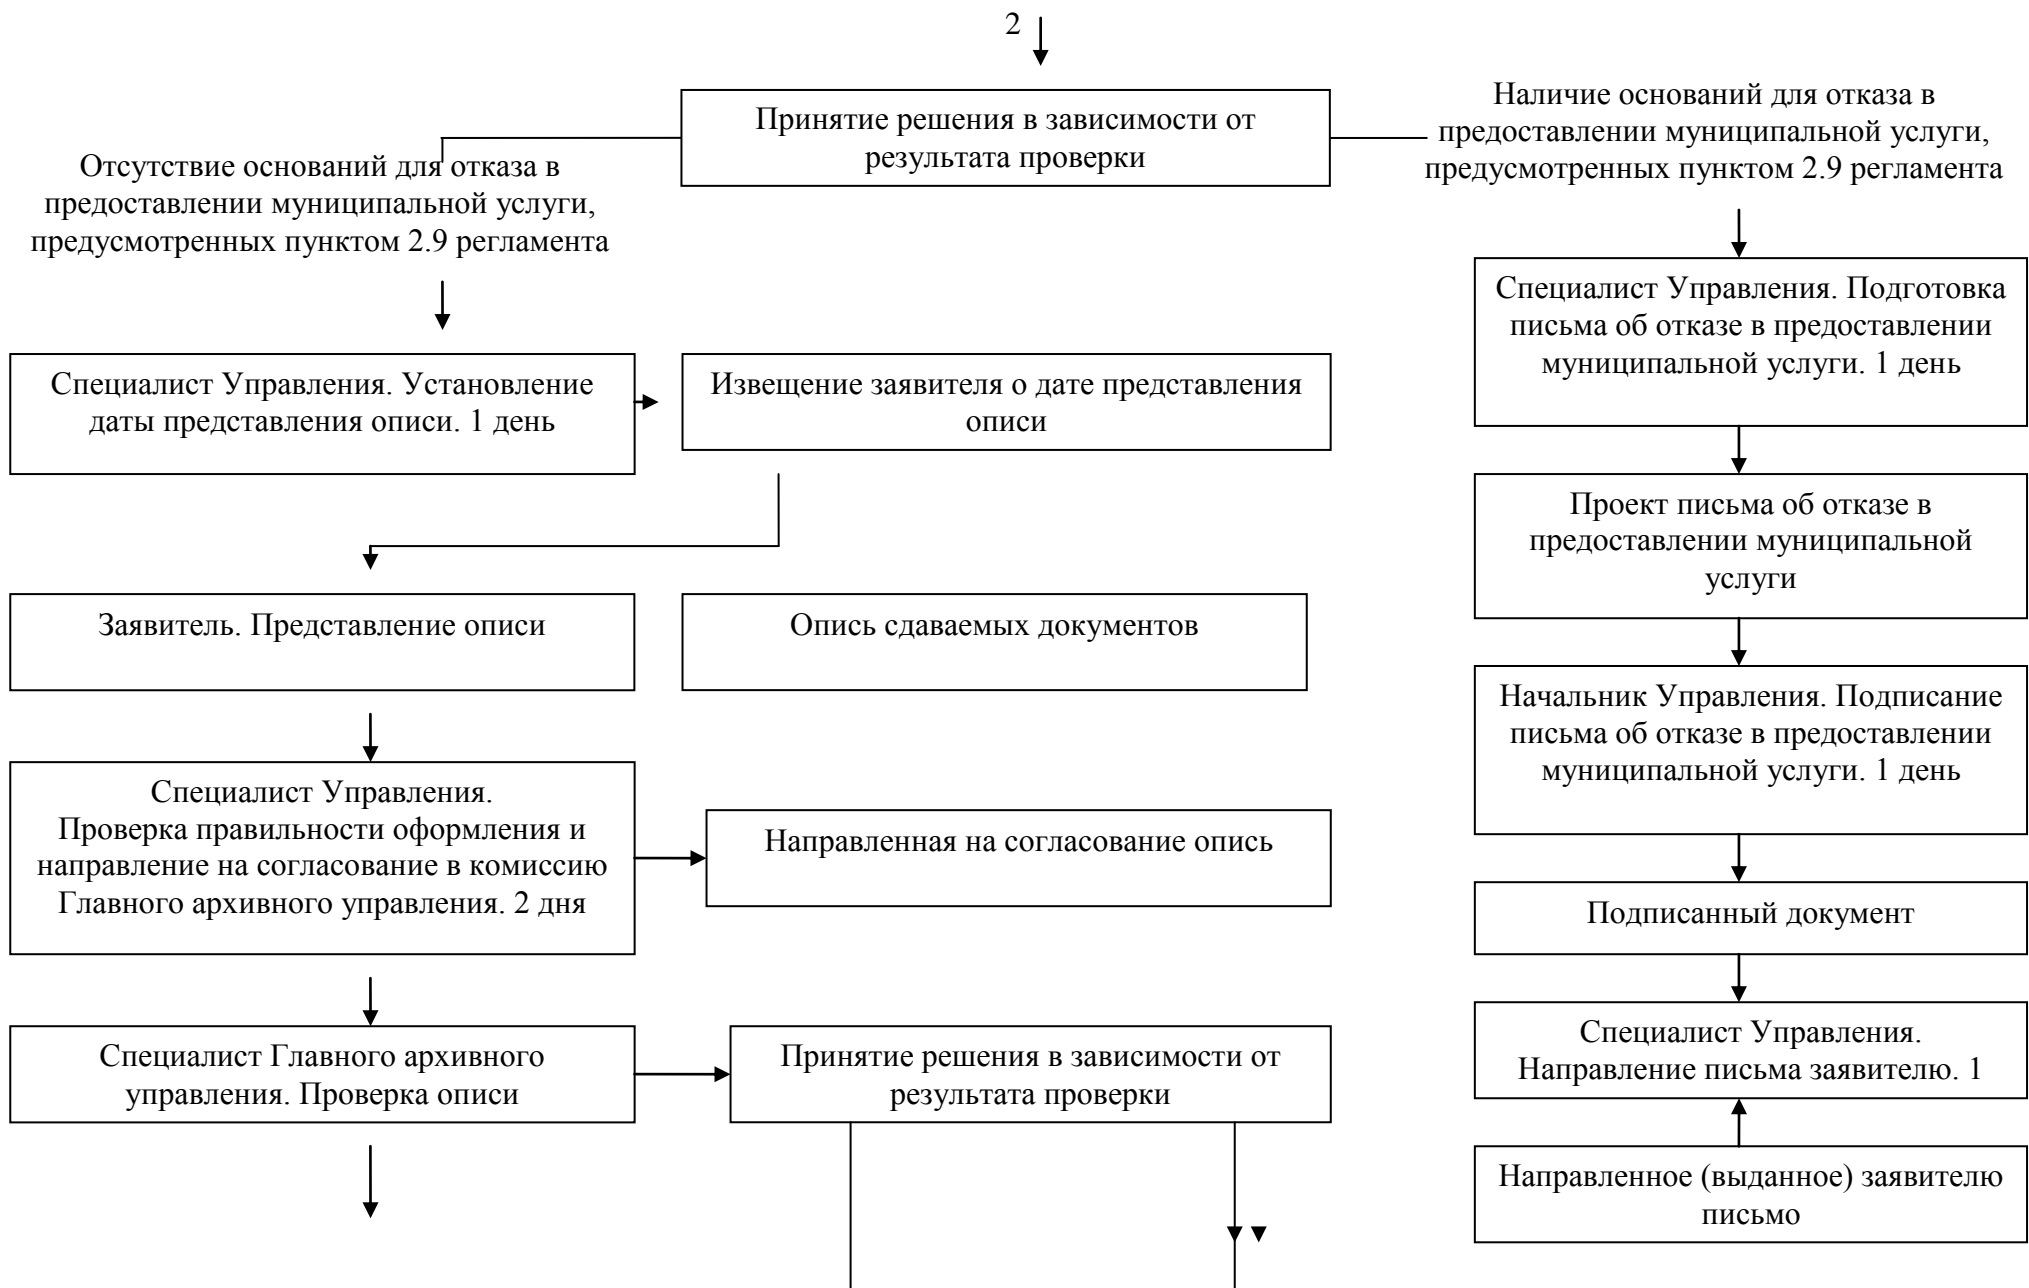 2
Принятие решения в зависимости от
результата проверки
Наличие оснований для отказа в
предоставлении муниципальной услуги,
предусмотренных пунктом 2.9 регламента
Отсутствие оснований для отказа в
предоставлении муниципальной услуги,
предусмотренных пунктом 2.9 регламента
Специалист Управления. Установление
даты представления описи. 1 день
Извещение заявителя о дате представления
описи
Заявитель. Представление описи
Опись сдаваемых документов
Специалист Управления.
Проверка правильности оформления и
направление на согласование в комиссию
Главного архивного управления. 2 дня
Направленная на согласование опись
Специалист Главного архивного
управления. Проверка описи
Принятие решения в зависимости от
результата проверки
Специалист Управления. Подготовка
письма об отказе в предоставлении
муниципальной услуги. 1 день
Проект письма об отказе в
предоставлении муниципальной
услуги
Начальник Управления. Подписание
письма об отказе в предоставлении
муниципальной услуги. 1 день
Подписанный документ
Специалист Управления.
Направление письма заявителю. 1
Направленное (выданное) заявителю
письмо